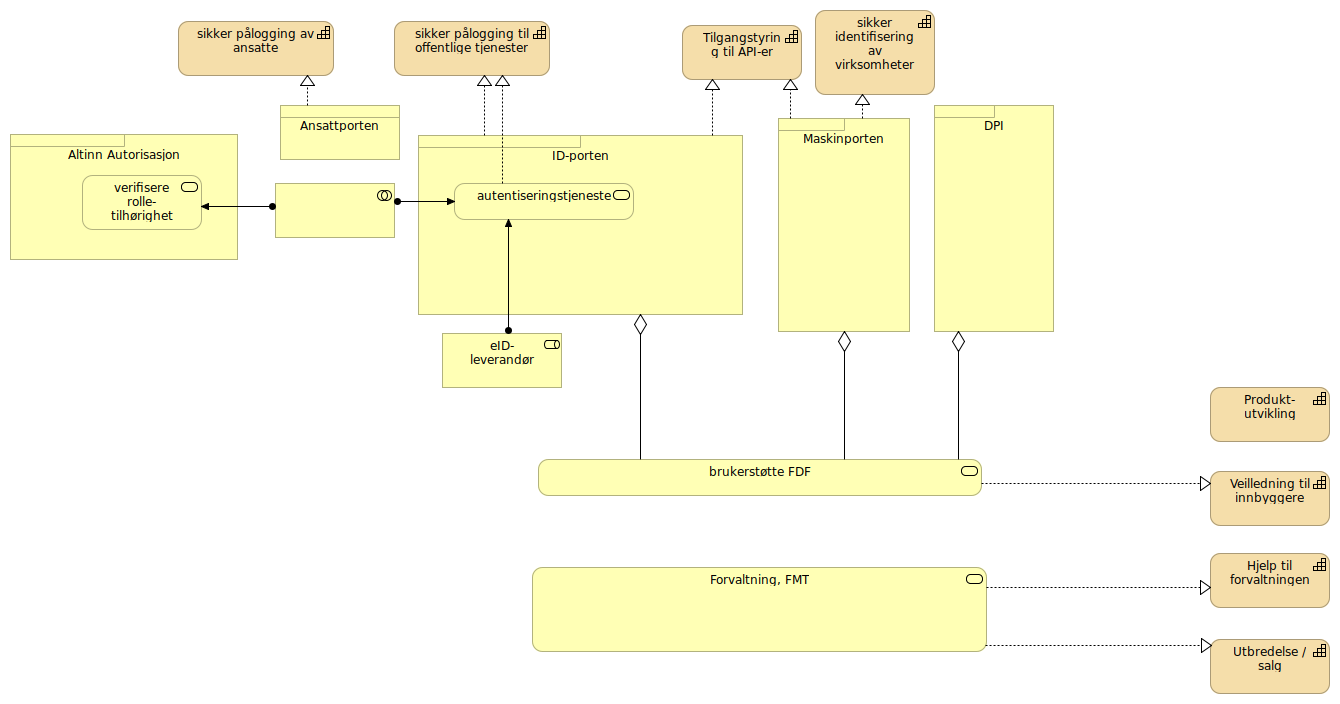 sikker pålogging av
ansatte
sikker pålogging til
offentlige tjenester
Tilgangstyrin
g til API-er
sikker
identifisering
av
virksomheter
Ansattporten
Altinn Autorisasjon
verifisere
rolle-
tilhørighet
ID-porten
autentiseringstjeneste
Maskinporten
DPI
eID-
leverandør
Produkt-
utvikling
brukerstøtte FDF
Veilledning til
innbyggere
Forvaltning, FMT
Hjelp til
forvaltningen
Utbredelse /
salg